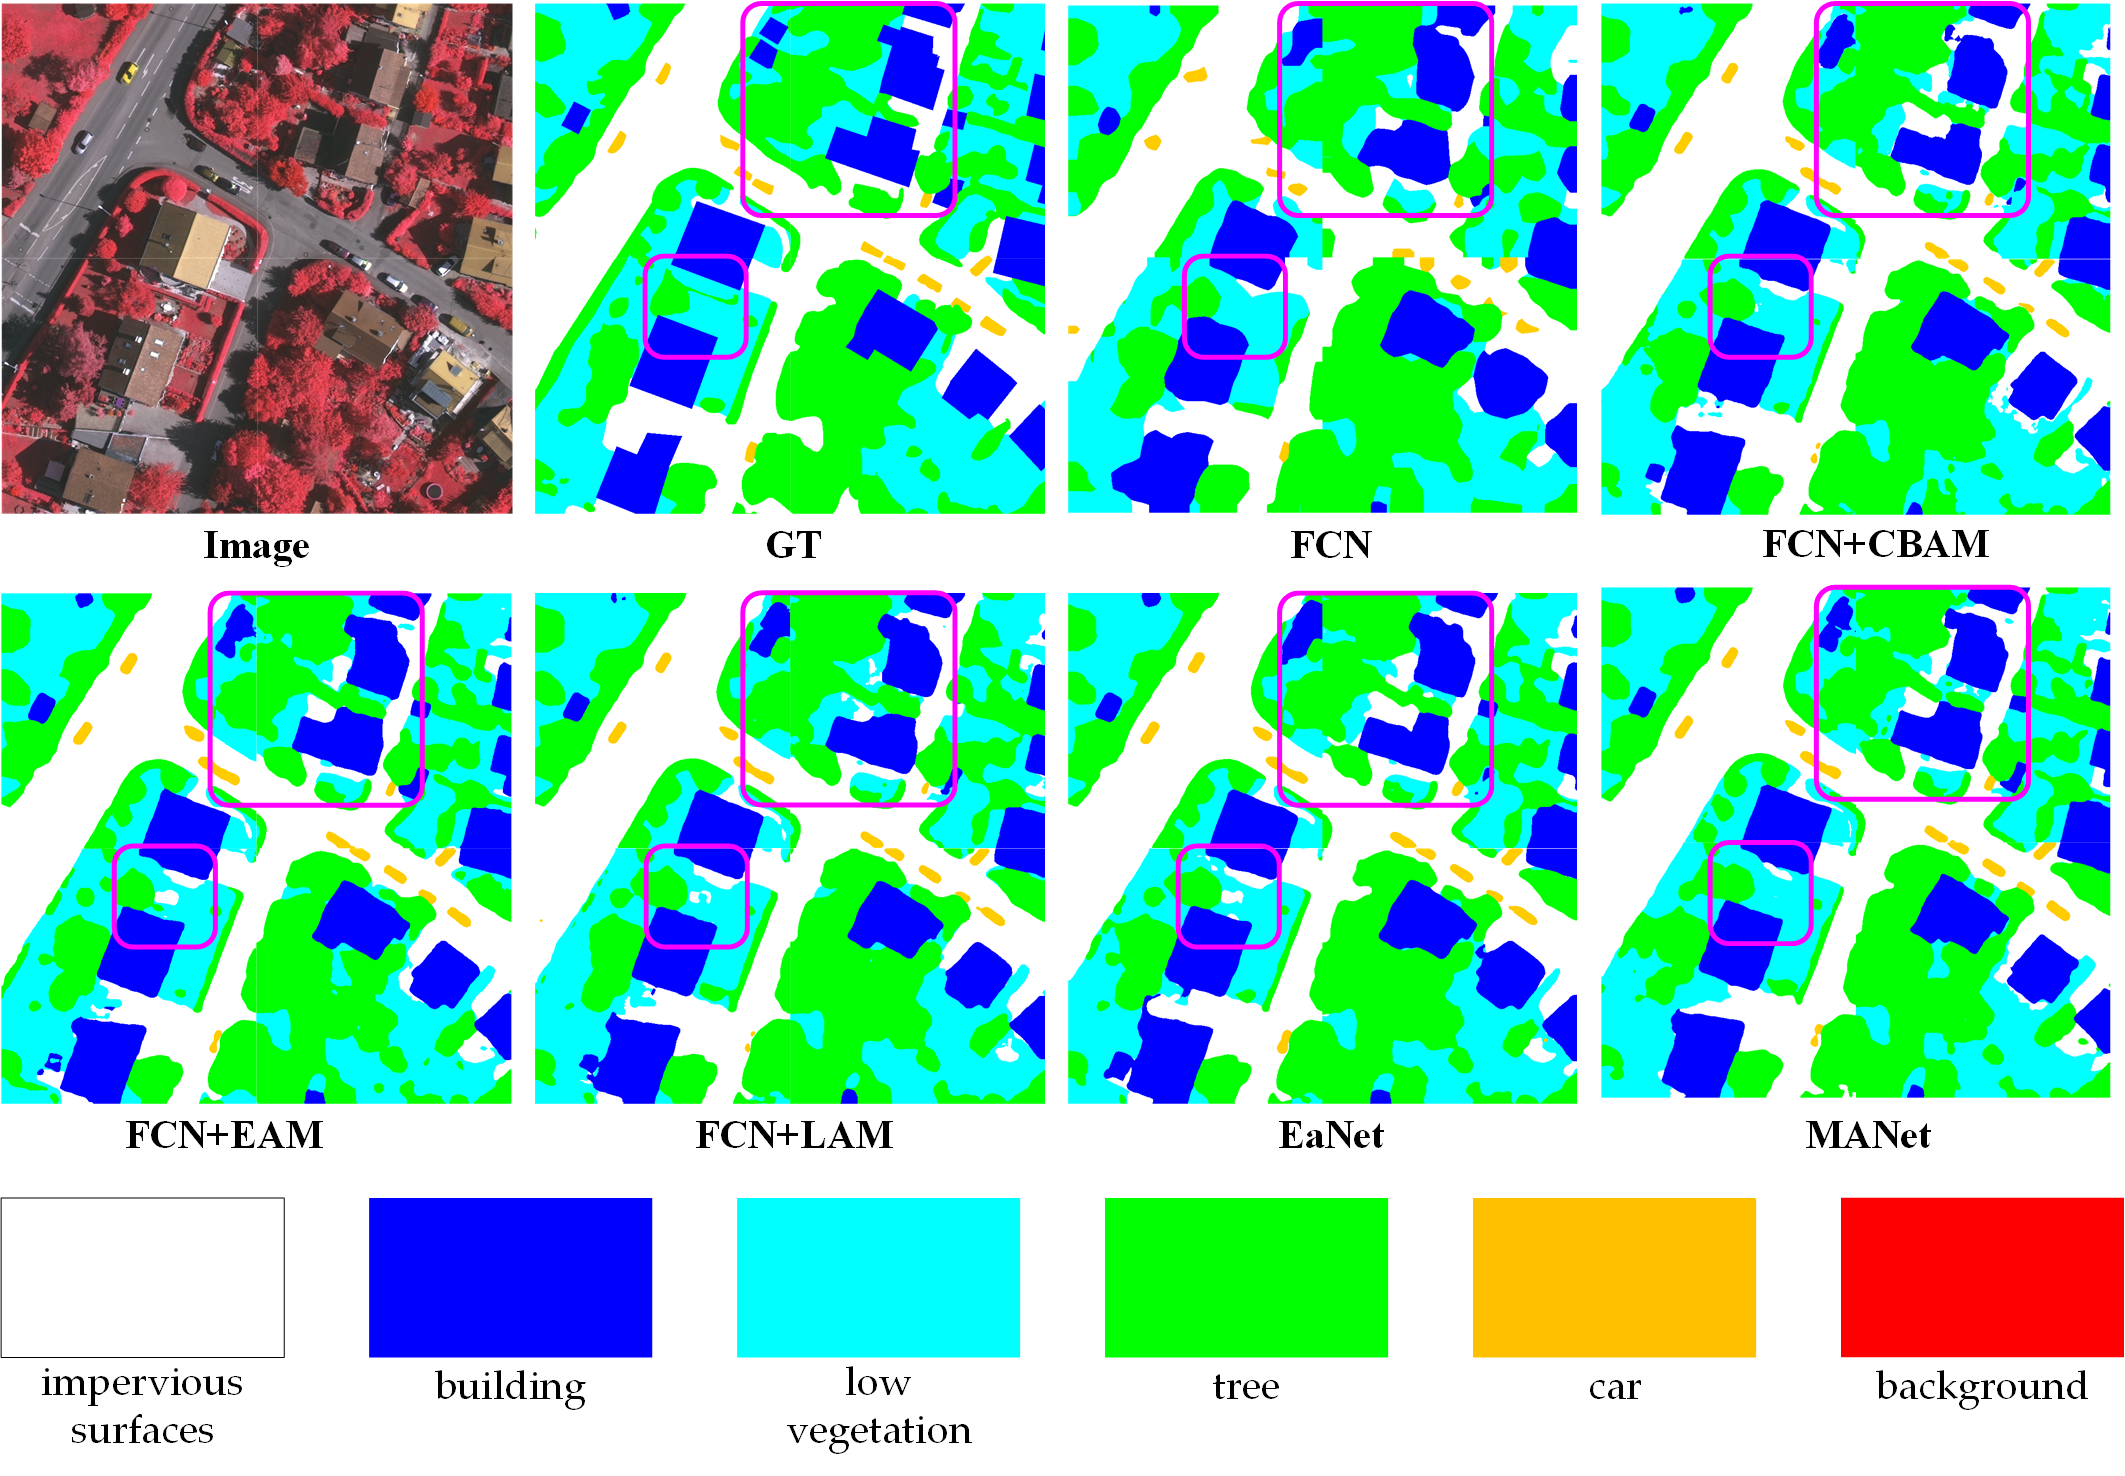 Image
GT
FCN
FCN+CBAM
FCN+EAM
FCN+LAM
EaNet
MANet
impervious
surfaces
building
low
vegetation
tree
car
background